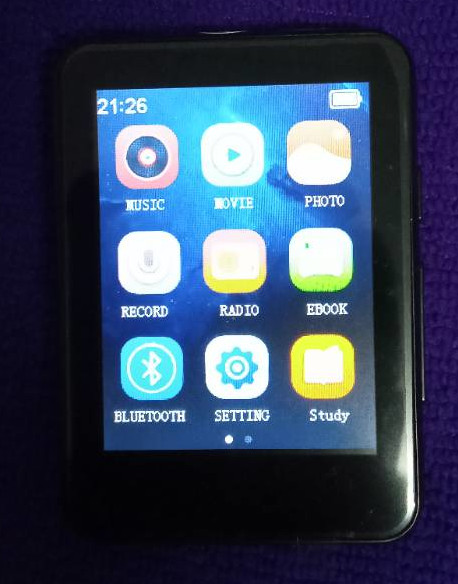 21:26
MUSIC MOVIE PHOTO
RECORD RADIO EBOOK
BLUETOOTH SETTING Study